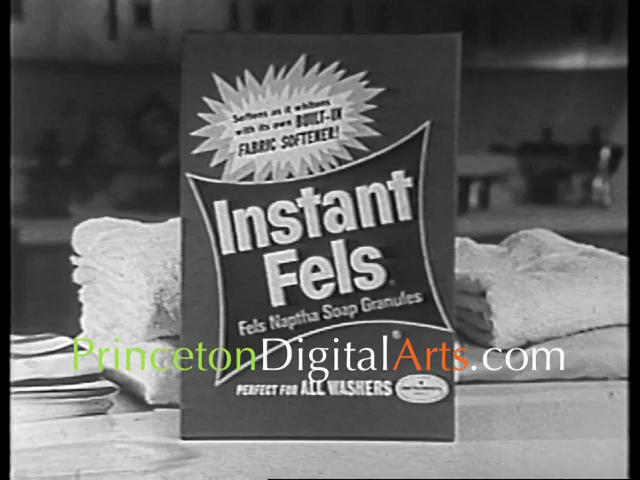 Softens as it whitens
with its own BUILT-IN
FABRIC SOFTENER!
Instant
Fels
Fels Naptha Soap Granules
PrincetonDigitalArts.com
PERFECT FOR ALL WASHERS